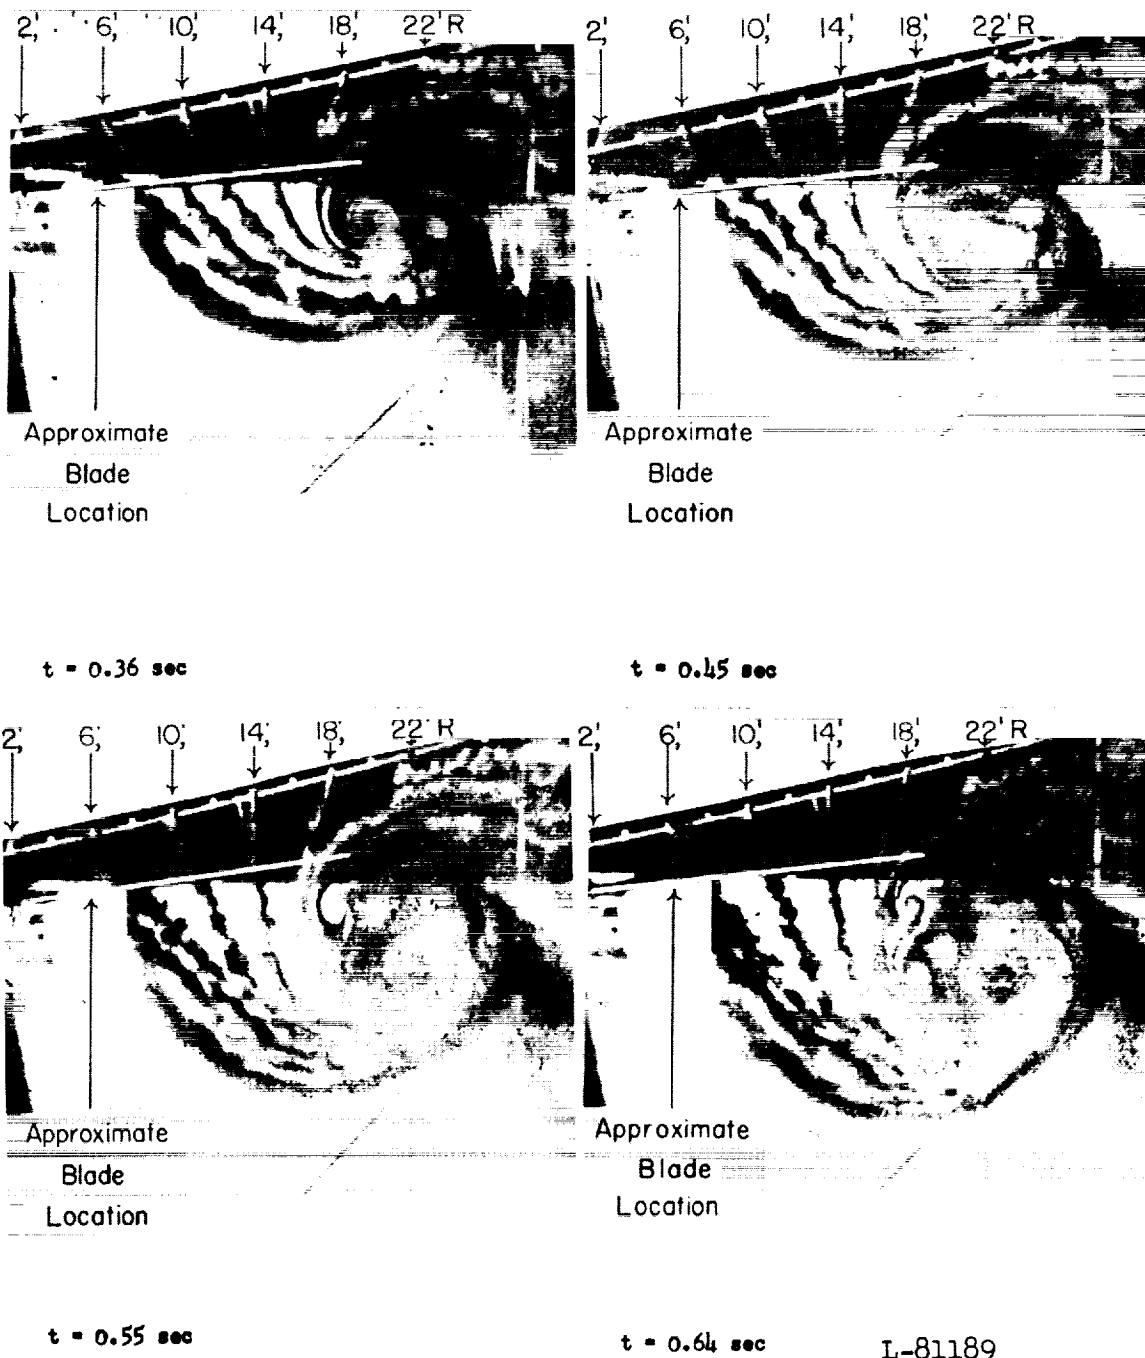 2' 6' 10' 14' 18' 22' R
Approximate
Blade
Location
t = 0.36 sec
2' 6' 10' 14' 18' 22' R
Approximate
Blade
Location
t = 0.45 sec
2' 6' 10' 14' 18' 22' R
Approximate
Blade
Location
t = 0.55 sec
2' 6' 10' 14' 18' 22' R
Approximate
Blade
Location
t = 0.64 sec
L-81189